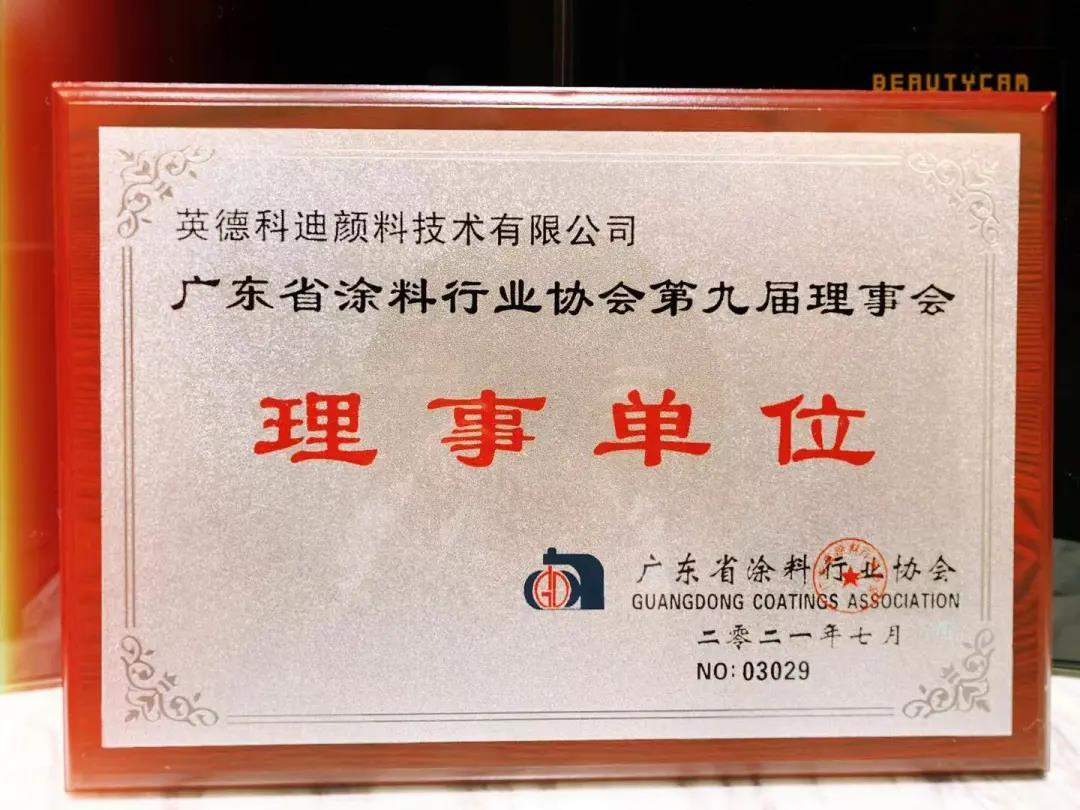 BEAUTYCAM
英德科迪颜料技术有限公司
广东省涂料行业协会第九届理事会
理事单位
广东省涂料行业协会
GUANGDONG COATINGS ASSOCIATION
二零二一年七月
NO: 03029